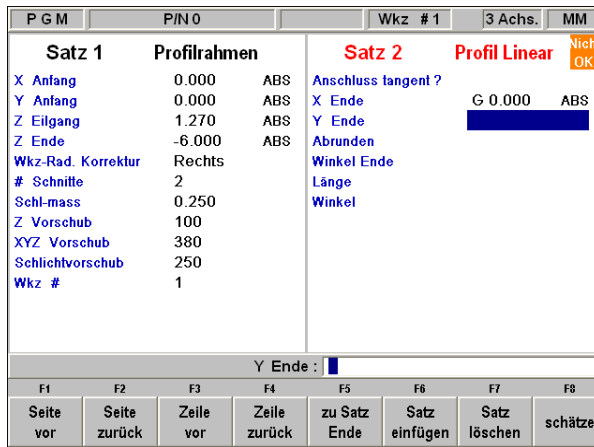 PGM P/N 0 Wkz # 1 3 Achs. MM
Satz 1 Profilrahmen
X Anfang 0.000 ABS
Y Anfang 0.000 ABS
Z Eilgang 1.270 ABS
Z Ende -6.000 ABS
Wkz-Rad. Korrektur Rechts
# Schnitte 2
Schl-mass 0.250
Z Vorschub 100
XYZ Vorschub 380
Schlichtvorschub 250
Wkz # 1
Satz 2 Profil Linear
Nich
OK
Anschluss tangent ?
X Ende G 0.000 ABS
Y Ende
Abrunden
Winkel Ende
Länge
Winkel
Y Ende :
F1 F2 F3 F4 F5 F6 F7 F8
Seite vor
Seite zurück
Zeile vor
Zeile zurück
zu Satz Ende
Satz einfügen
Satz löschen
schätze